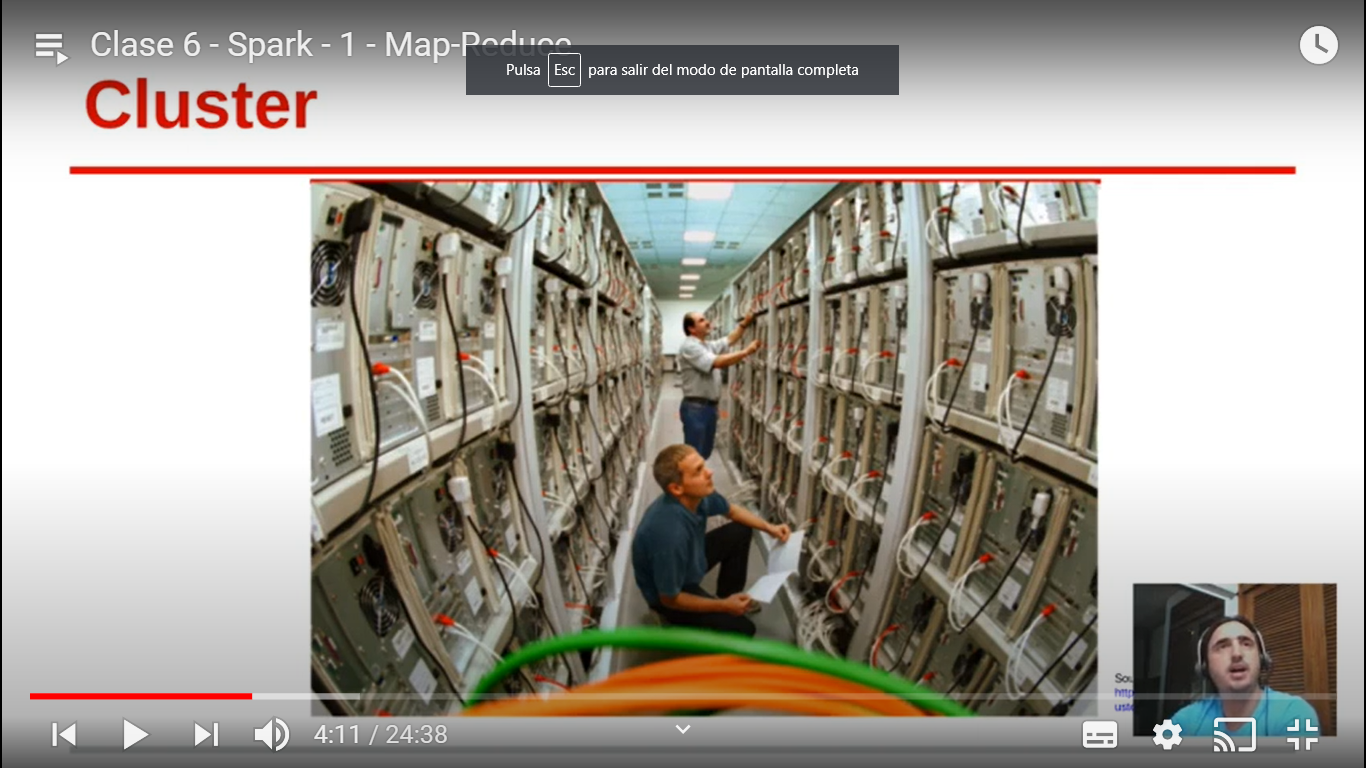 Clase 6 - Spark - 1 - Map-Reduce
Pulsa Esc para salir del modo de pantalla completa
Cluster
4:11 / 24:38